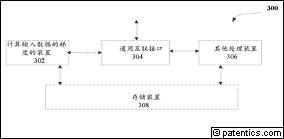 300
计算输入数据的梯
度的装置
302
通用互联接口
304
其他处理装置
306
存储装置
308
© patentics.com